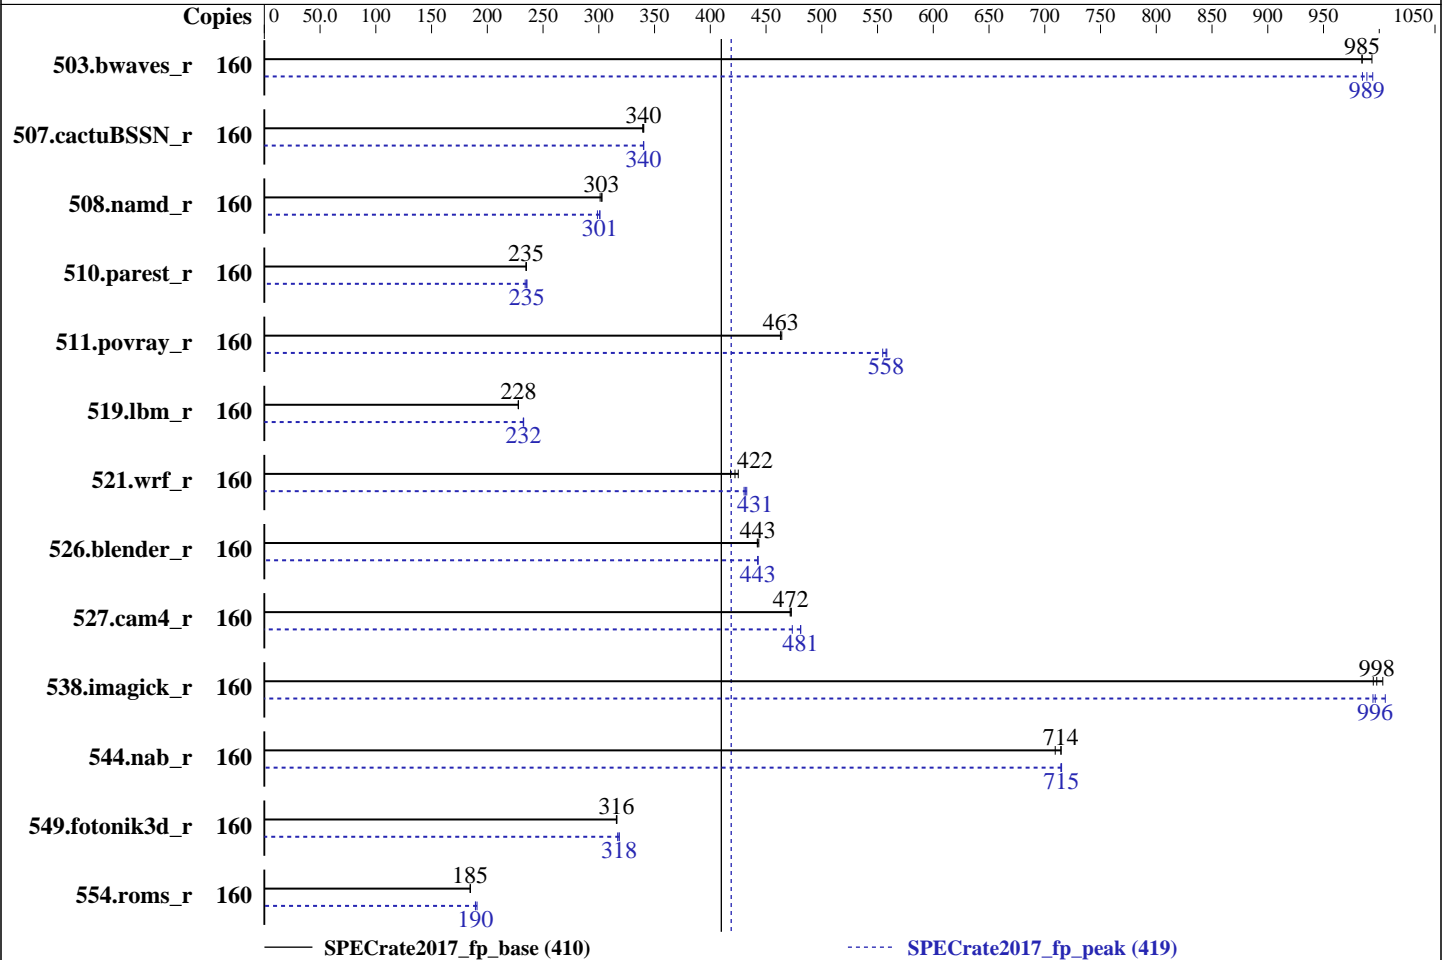 Copies 0 50.0 100 150 200 250 300 350 400 450 500 550 600 650 700 750 800 850 900 950 1050
985
503.bwaves_r 160
989
340
507.cactuBSSN_r 160
340
303
508.namd_r 160
301
235
510.parest_r 160
235
463
511.povray_r 160
558
228
519.lbm_r 160
232
422
521.wrf_r 160
431
443
526.blender_r 160
443
472
527.cam4_r 160
481
998
538.imagick_r 160
996
714
544.nab_r 160
715
316
549.fotonik3d_r 160
318
185
554.roms_r 160
190
SPECrate2017_fp_base (410) SPECrate2017_fp_peak (419)